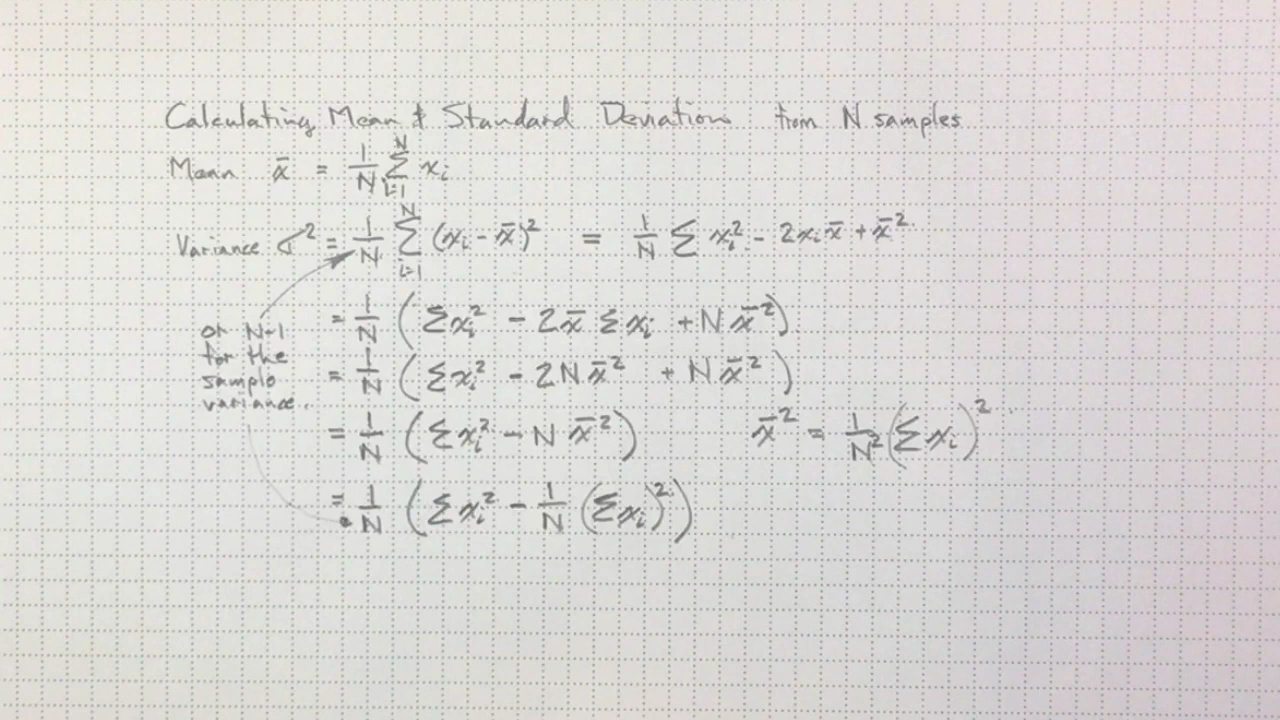 Calculating Mean & Standard Deviation from N samples
Mean x̄ = 1/N Σ_{i=1}^{N} x_i
Variance σ² = 1/N Σ_{i=1}^{N} (x_i - x̄)² = 1/N Σ x_i² - 2x_i x̄ + x̄²
= 1/N (Σx_i² - 2x̄ Σx_i + N x̄²)
or N-1
for the
sample
variance.
= 1/N (Σx_i² - 2N x̄² + N x̄²)
= 1/N (Σx_i² - N x̄²) x̄² = 1/N² (Σx_i)²
= 1/N (Σx_i² - 1/N (Σx_i)²)